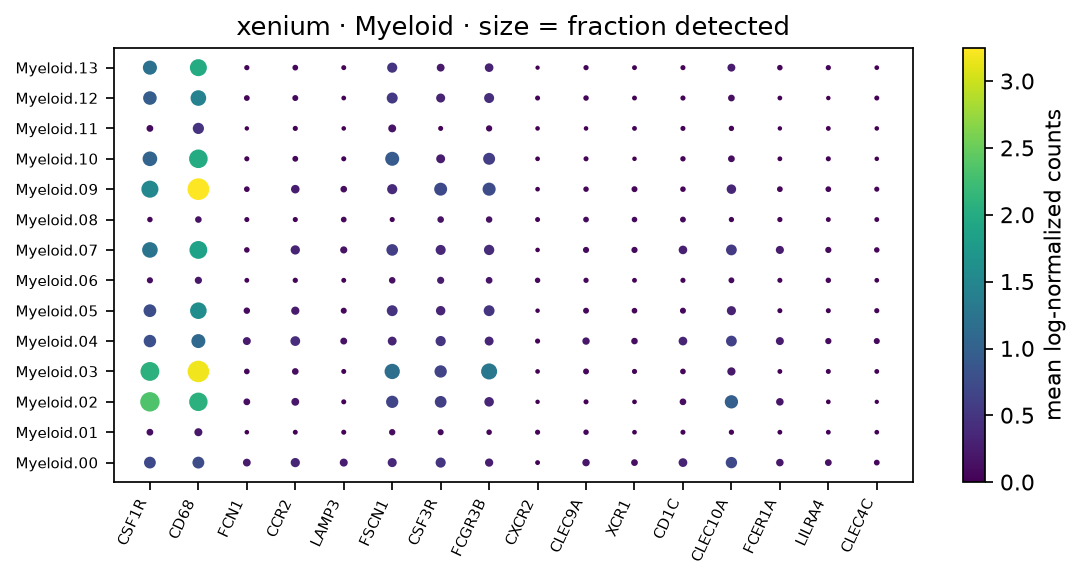 xenium · Myeloid · size = fraction detected
Myeloid.13
Myeloid.12
Myeloid.11
Myeloid.10
Myeloid.09
Myeloid.08
Myeloid.07
Myeloid.06
Myeloid.05
Myeloid.04
Myeloid.03
Myeloid.02
Myeloid.01
Myeloid.00
CSF1R
CD68
FCN1
CCR2
LAMP3
FSCN1
CSF3R
FCGR3B
CXCR2
CLEC9A
XCR1
CD1C
CLEC10A
FCER1A
LILRA4
CLEC4C
3.0
2.5
2.0
1.5
1.0
0.5
0.0
mean log-normalized counts